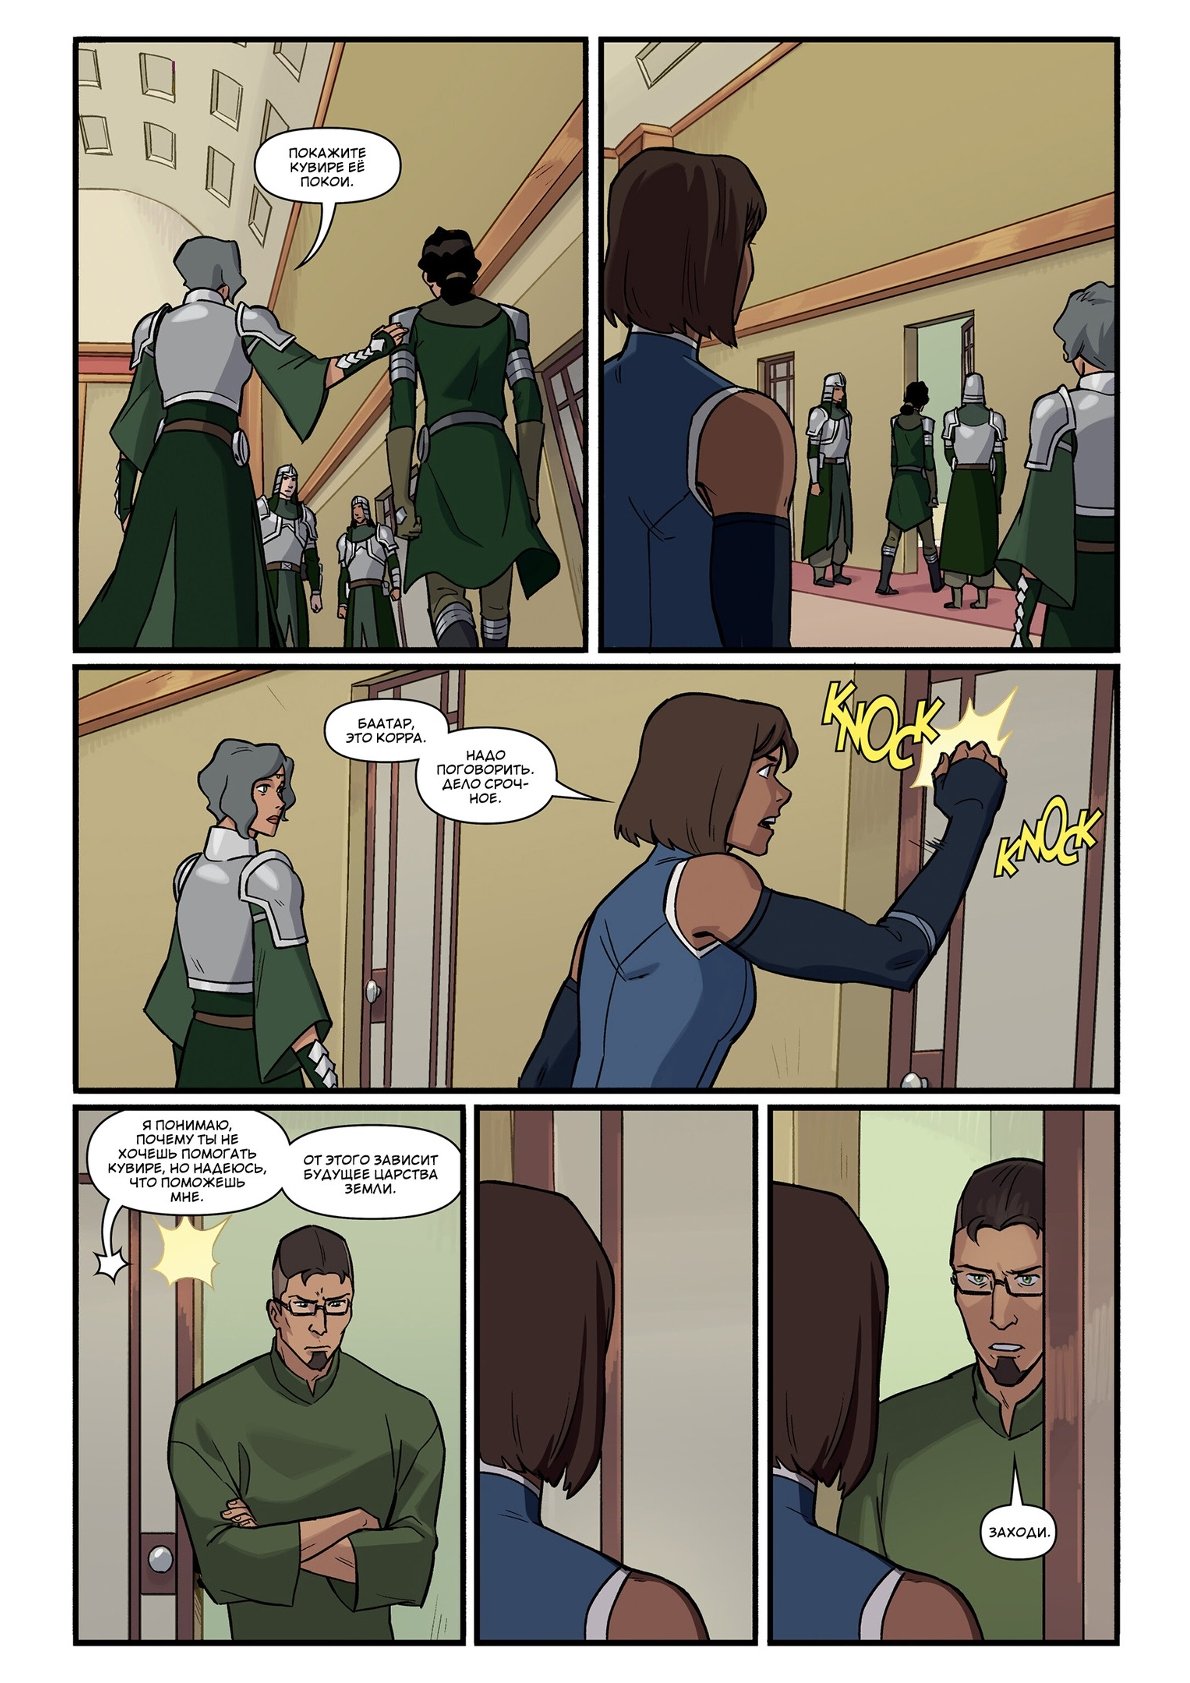 ПОКАЖИТЕ
КУВИРЕ ЕЁ
ПОКОИ.
БААТАР,
ЭТО КОРРА.
НАДО
ПОГОВОРИТЬ.
ДЕЛО СРОЧ-
НОЕ.
KNOCK
KNOCK
Я ПОНИМАЮ,
ПОЧЕМУ ТЫ НЕ
ХОЧЕШЬ ПОМОГАТЬ
КУВИРЕ, НО НАДЕЮСЬ,
ЧТО ПОМОЖЕШЬ
МНЕ.
ОТ ЭТОГО ЗАВИСИТ
БУДУЩЕЕ ЦАРСТВА
ЗЕМЛИ.
ЗАХОДИ.